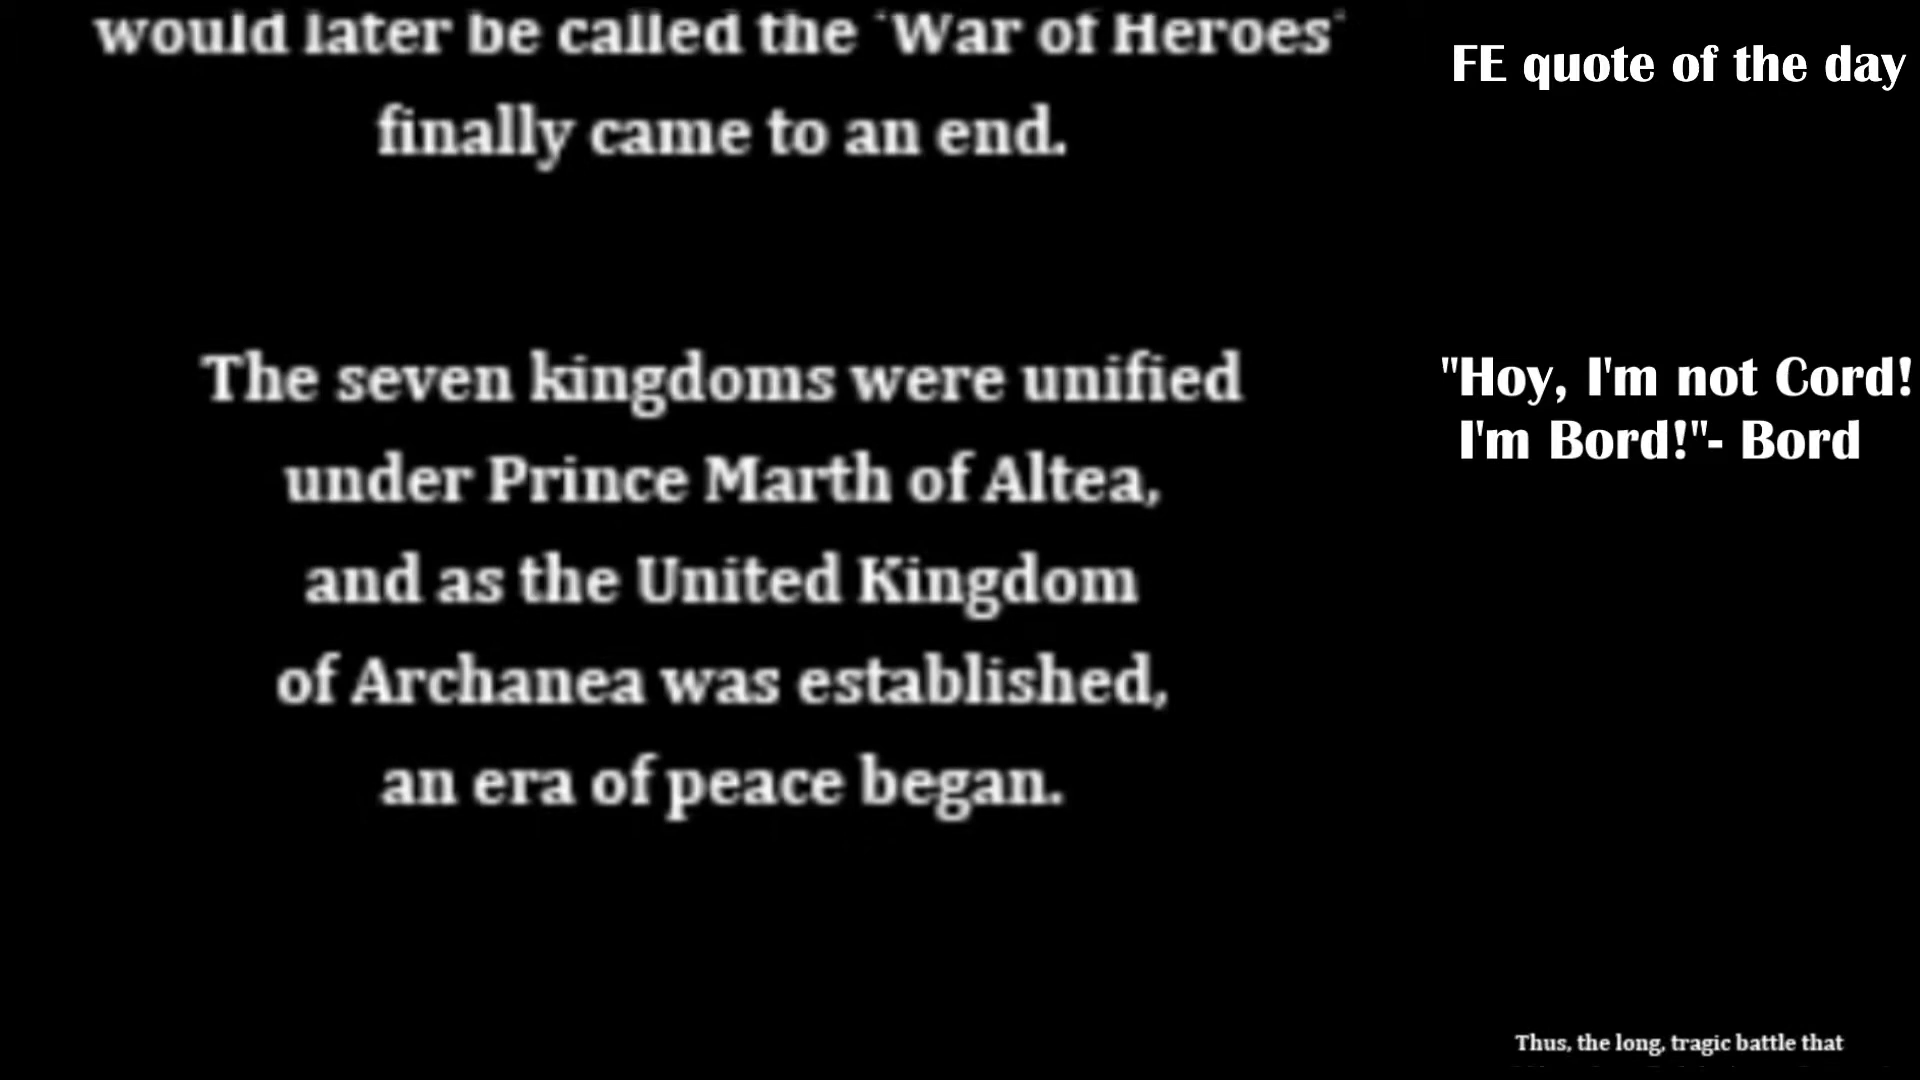 would later be called the 'War of Heroes'
finally came to an end.
The seven kingdoms were unified
under Prince Marth of Altea,
and as the United Kingdom
of Archanea was established,
an era of peace began.
FE quote of the day
"Hoy, I'm not Cord!
I'm Bord!"- Bord
Thus, the long, tragic battle that